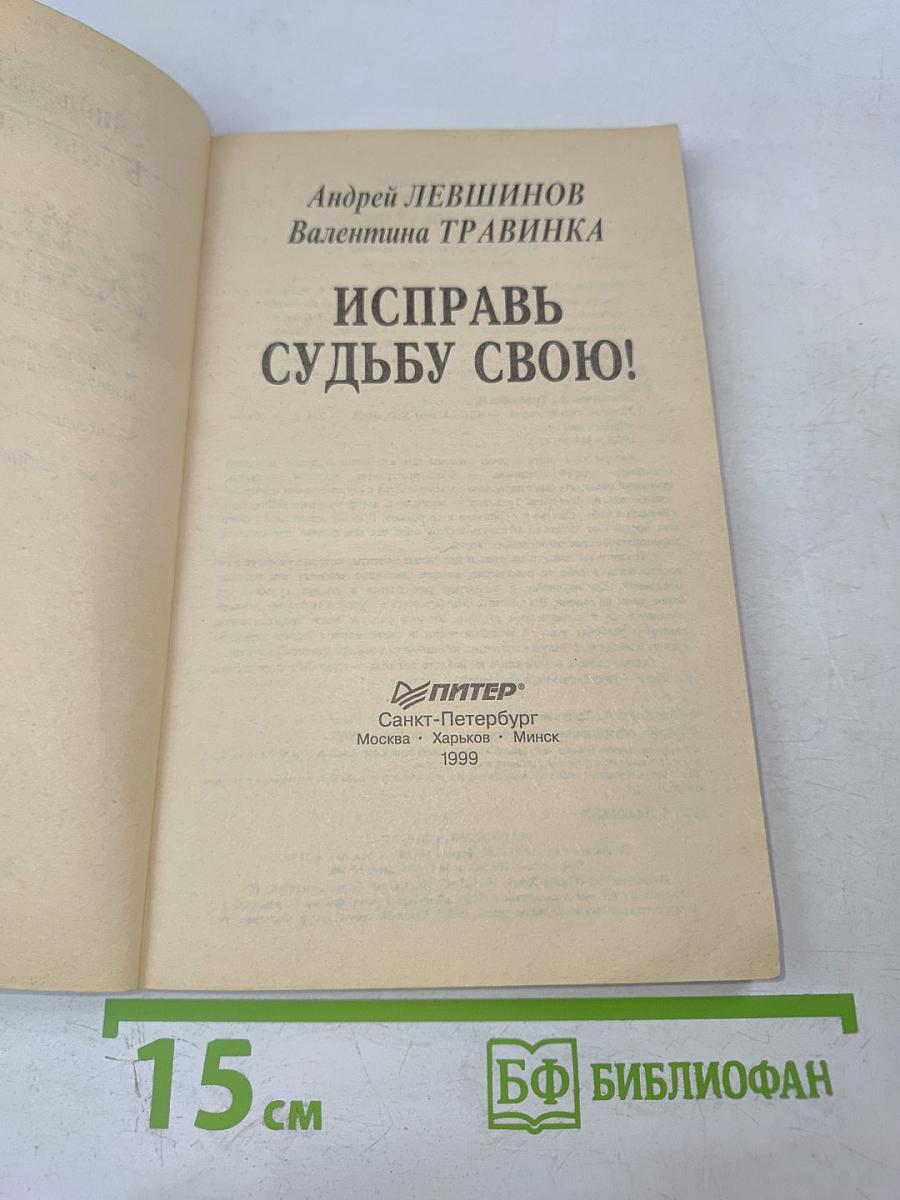 Андрей ЛЕВШИНОВ
Валентина ТРАВИНКА
ИСПРАВЬ
СУДЬБУ СВОЮ!
ПИТЕР®
Санкт-Петербург
Москва · Харьков · Минск
1999
15 см
БФ БИБЛИОФАН